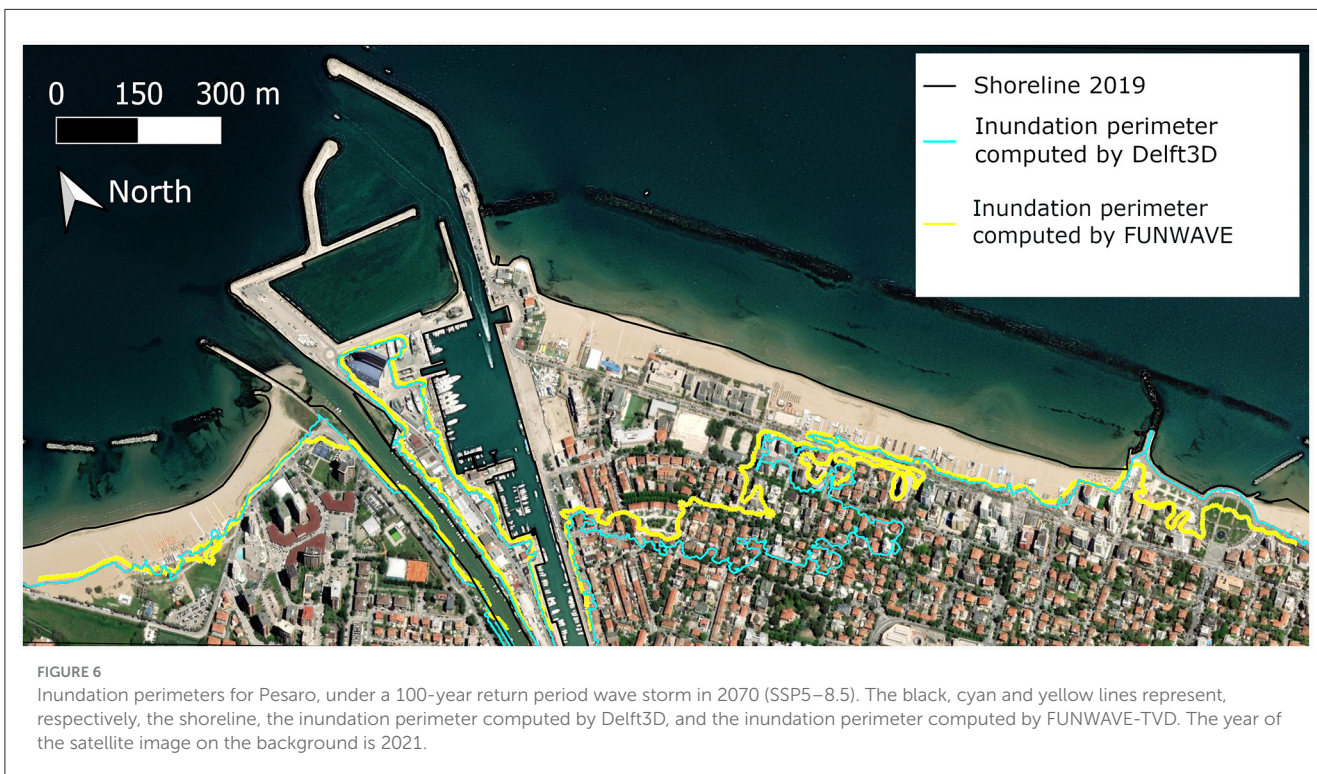 0 150 300 m
North
Shoreline 2019
Inundation perimeter
computed by Delft3D
Inundation perimeter
computed by FUNWAVE
FIGURE 6
Inundation perimeters for Pesaro, under a 100-year return period wave storm in 2070 (SSP5–8.5). The black, cyan and yellow lines represent,
respectively, the shoreline, the inundation perimeter computed by Delft3D, and the inundation perimeter computed by FUNWAVE-TVD. The year of
the satellite image on the background is 2021.